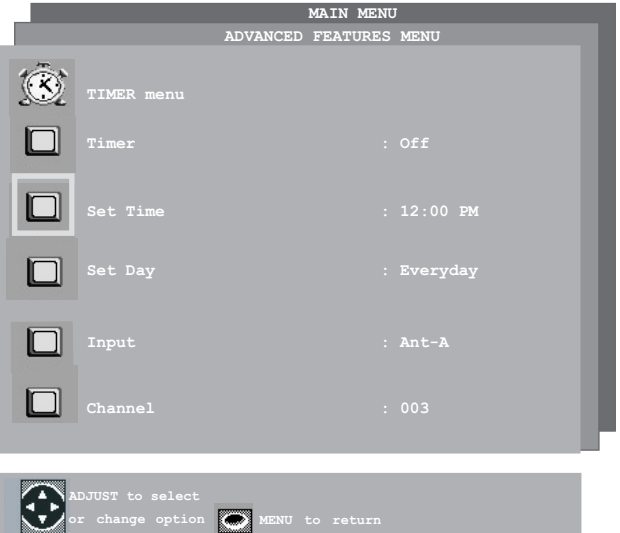 MAIN MENU
ADVANCED FEATURES MENU
TIMER menu
Timer : Off
Set Time : 12:00 PM
Set Day : Everyday
Input : Ant-A
Channel : 003
ADJUST to select
or change option MENU to return